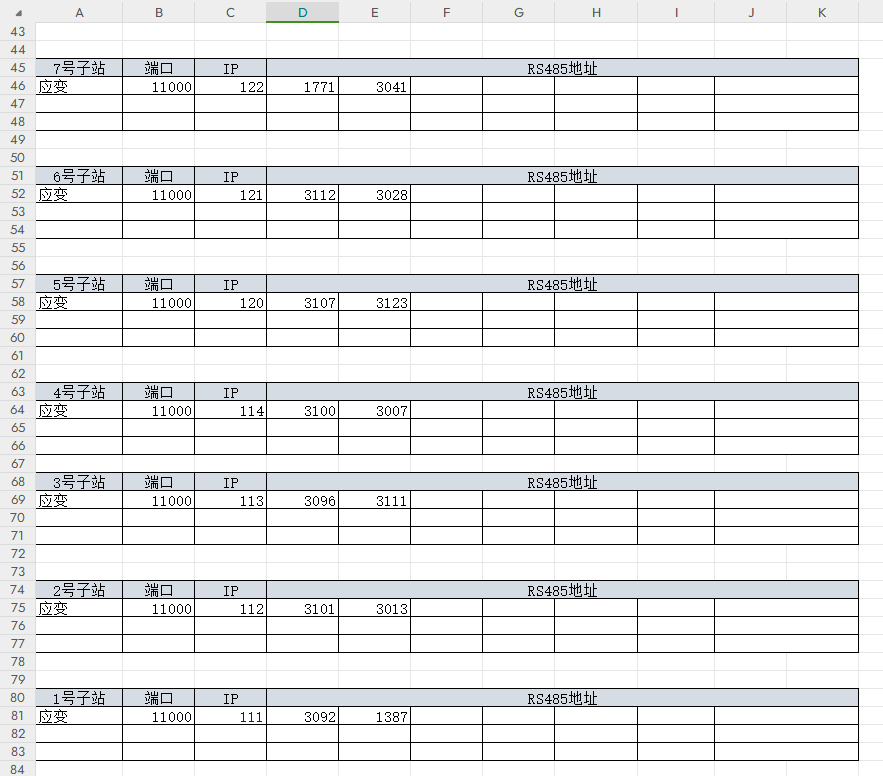 A B C D E F G H I J K
43
44
45 7号子站 端口 IP RS485地址
46 应变 11000 122 1771 3041
47
48
49
50
51 6号子站 端口 IP RS485地址
52 应变 11000 121 3112 3028
53
54
55
56
57 5号子站 端口 IP RS485地址
58 应变 11000 120 3107 3123
59
60
61
62
63 4号子站 端口 IP RS485地址
64 应变 11000 114 3100 3007
65
66
67
68 3号子站 端口 IP RS485地址
69 应变 11000 113 3096 3111
70
71
72
73
74 2号子站 端口 IP RS485地址
75 应变 11000 112 3101 3013
76
77
78
79
80 1号子站 端口 IP RS485地址
81 应变 11000 111 3092 1387
82
83
84